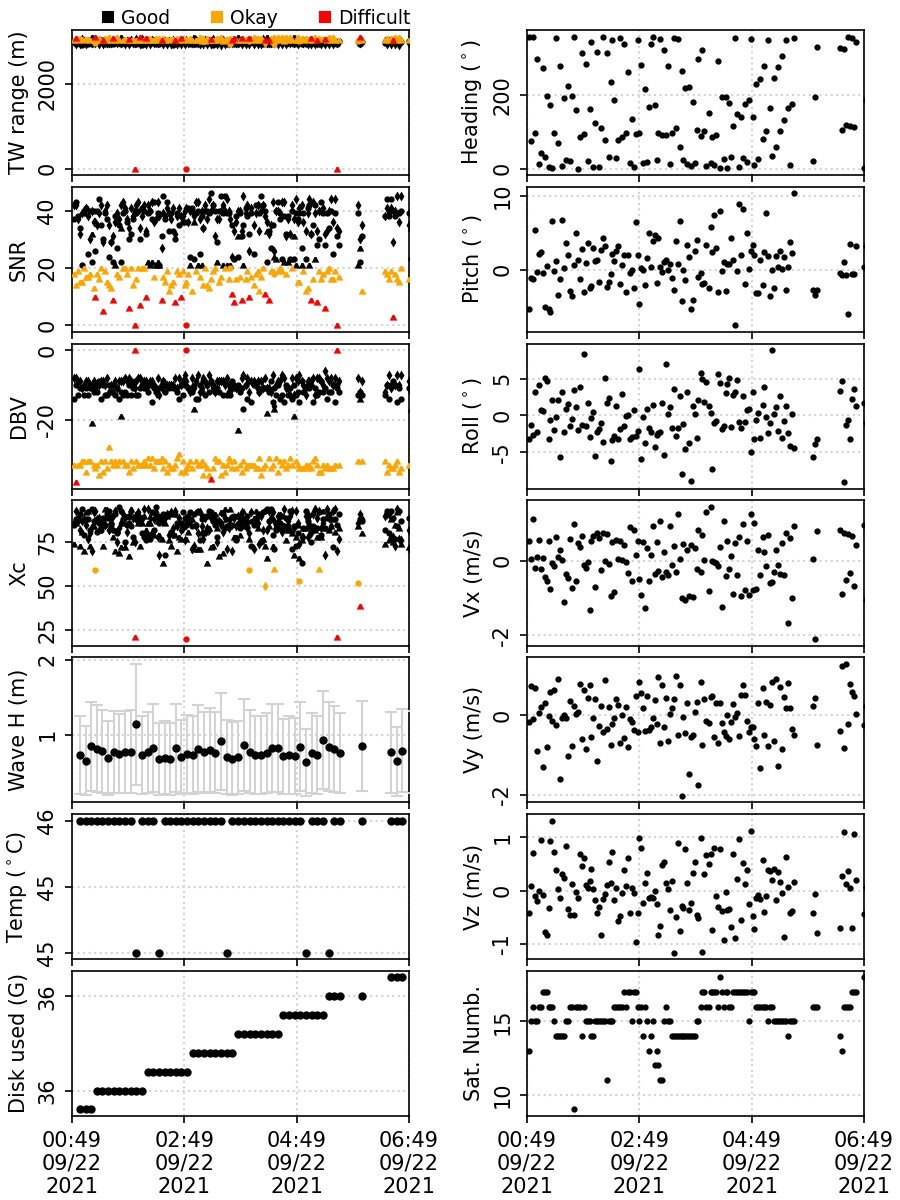 Good Okay Difficult
TW range (m)
2000
0
Heading (°)
200
0
SNR
40
20
0
Pitch (°)
10
0
DBV
0
-20
Roll (°)
5
0
-5
Xc
75
50
25
Vx (m/s)
0
-2
Wave H (m)
2
1
Vy (m/s)
0
-2
Temp (°C)
46
45
45
Vz (m/s)
1
0
-1
Disk used (G)
36
36
Sat. Numb.
15
10
00:49 02:49 04:49 06:49 00:49 02:49 04:49 06:49
09/22 09/22 09/22 09/22 09/22 09/22 09/22 09/22
2021 2021 2021 2021 2021 2021 2021 2021